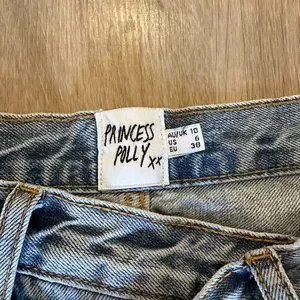 PRINCESS
POLLY xx
AU/UK 10
US 6
EU 38